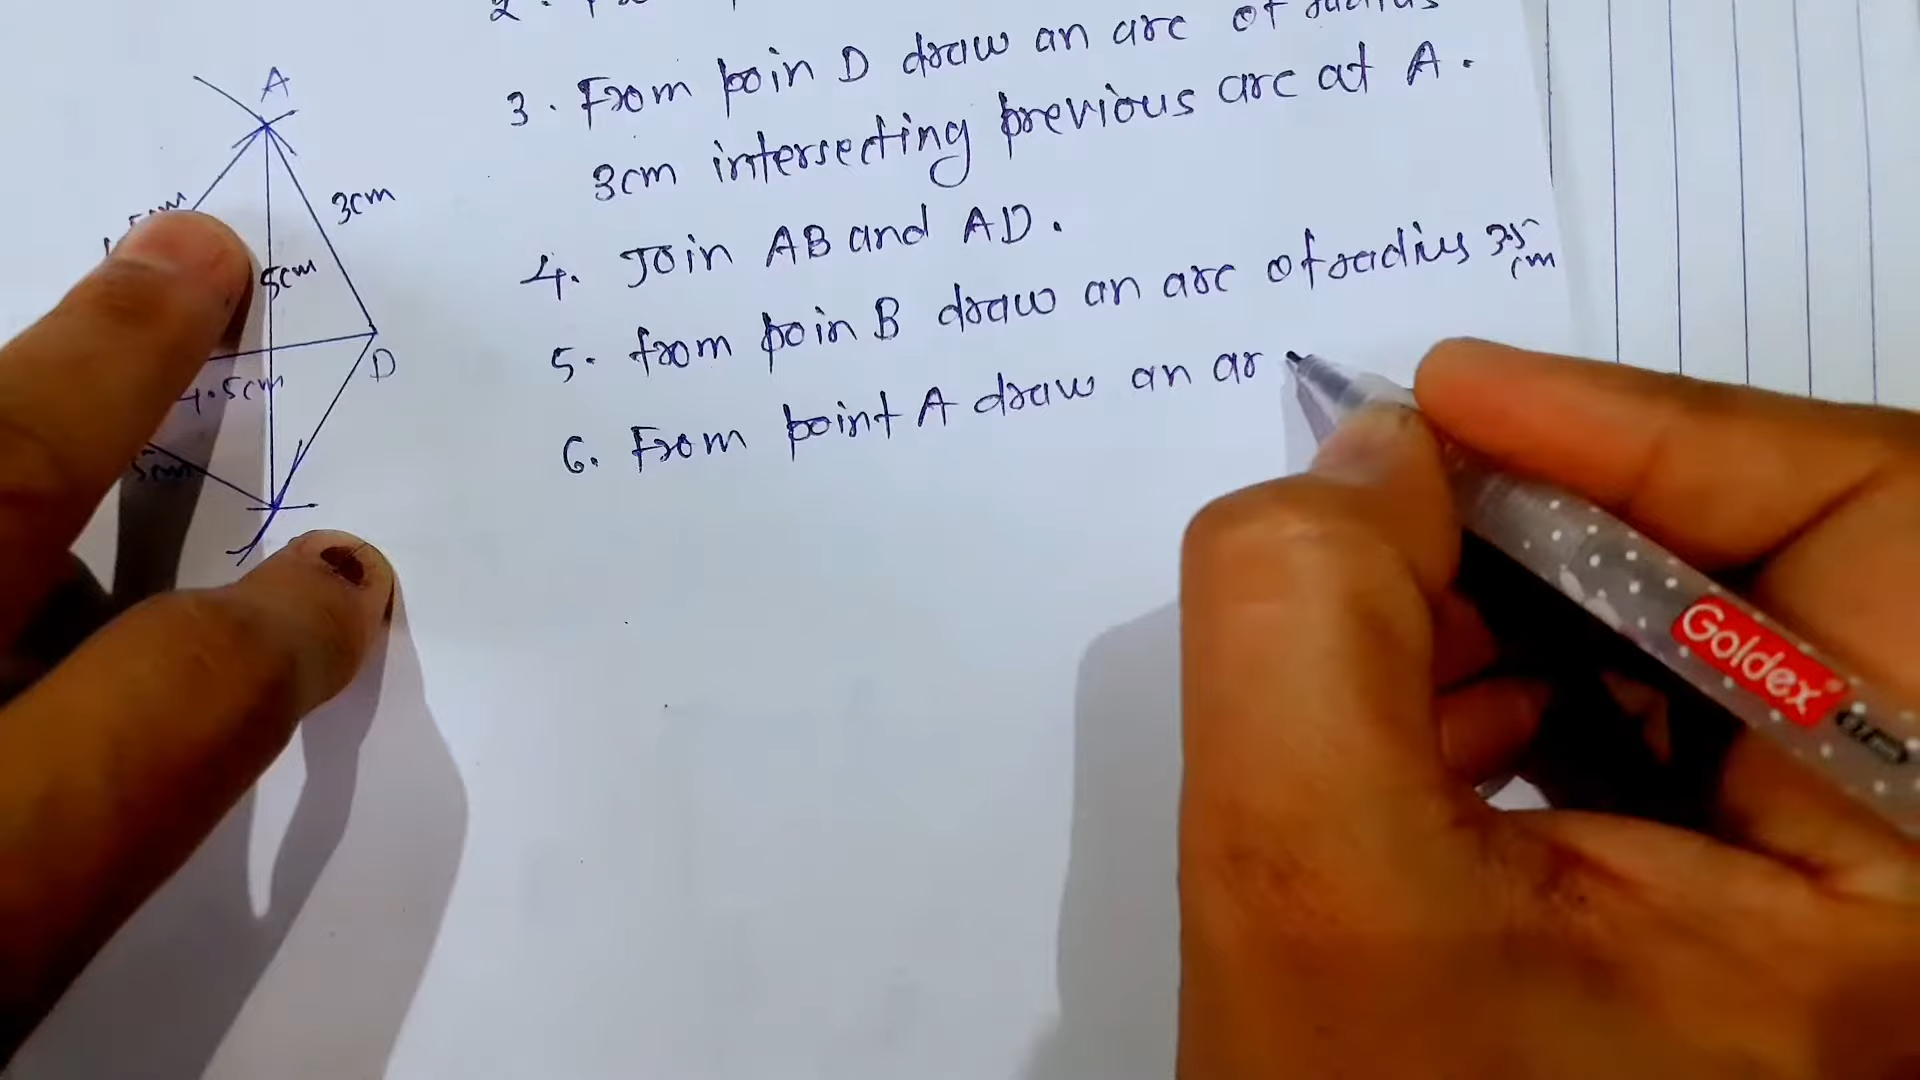 3. From poin D draw an arc of radius
3cm intersecting previous arc at A.
4. Join AB and AD.
5. from poin B draw an arc of radius 3.5 cm
6. From point A draw an ar
A
3cm
5cm
D
4.5cm
5cm
Goldex